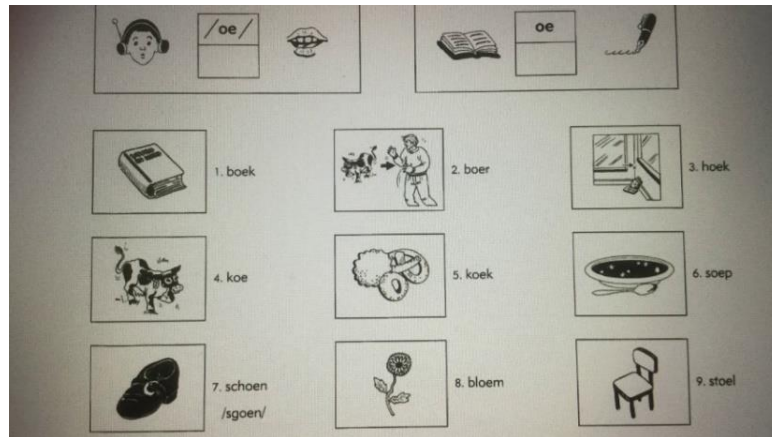 /oe/
oe
1. boek
2. boer
3. hoek
4. koe
5. koek
6. soep
7. schoen
/sgoen/
8. bloem
9. stoel